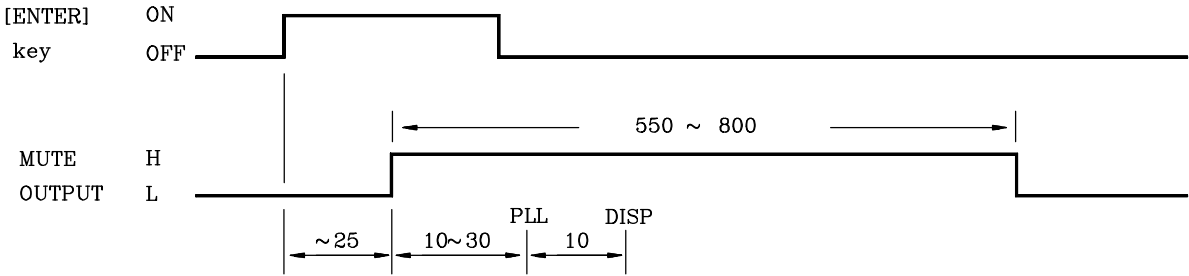 [ENTER] ON
key OFF
550 ~ 800
MUTE H
OUTPUT L
PLL DISP
~25 10~30 10